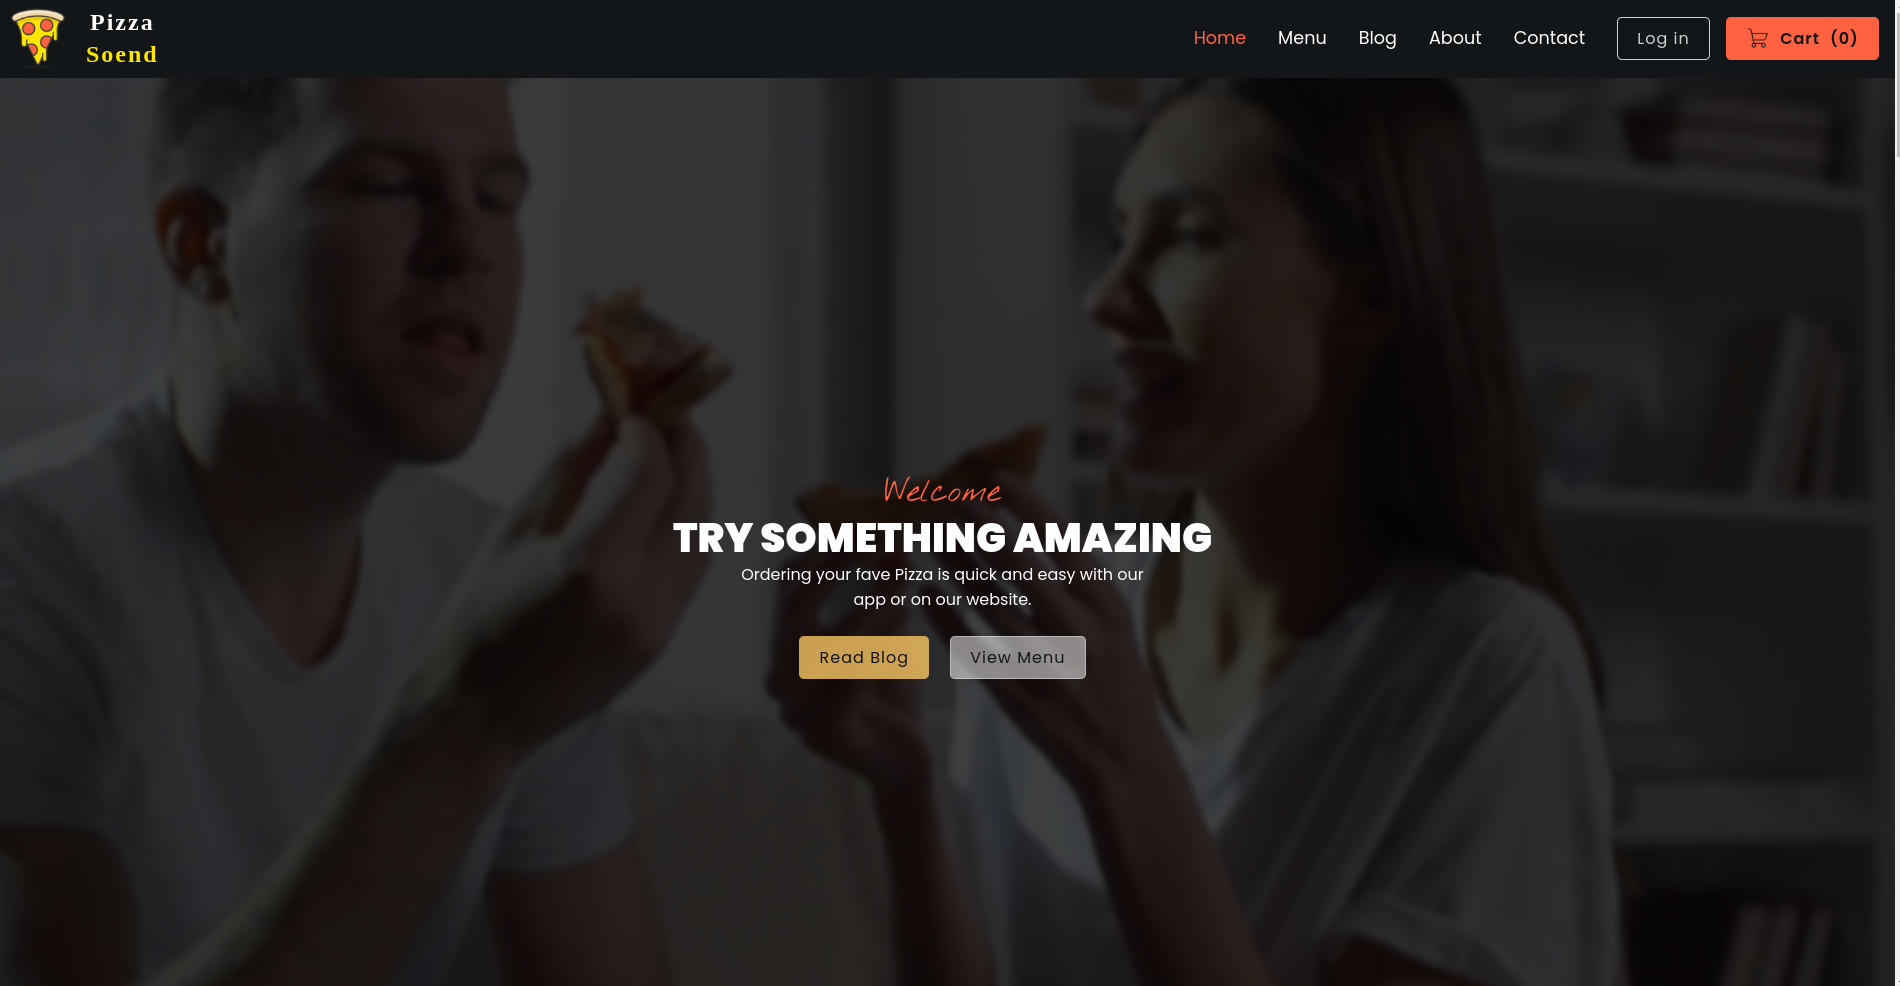 Pizza
Soend
Home Menu Blog About Contact Log in Cart (0)
Welcome
TRY SOMETHING AMAZING
Ordering your fave Pizza is quick and easy with our
app or on our website.
Read Blog View Menu